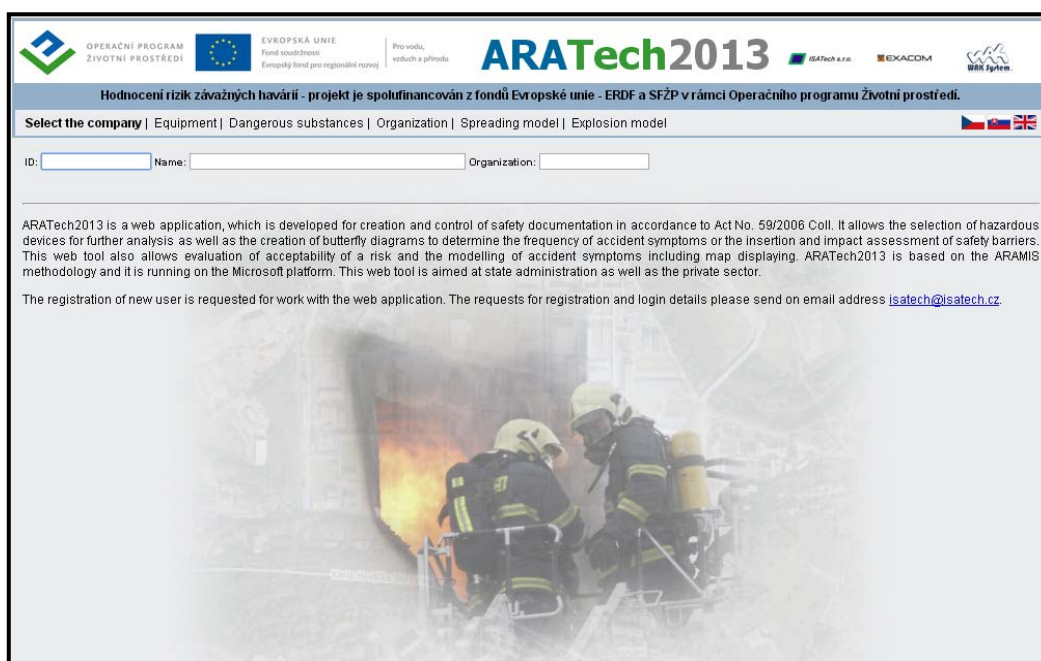 OPERAČNÍ PROGRAM
ŽIVOTNÍ PROSTŘEDÍ
EVROPSKÁ UNIE
Fond soudržnosti
Evropský fond pro regionální rozvoj
Pro vodu,
vzduch a přírodu
ARATech2013
ISATech s.r.o.
EXACOM
WAK System
Hodnocení rizik závažných havárií - projekt je spolufinancován z fondů Evropské unie - ERDF a SFŽP v rámci Operačního programu Životní prostředí.
Select the company | Equipment | Dangerous substances | Organization | Spreading model | Explosion model
ID: Name: Organization:
ARATech2013 is a web application, which is developed for creation and control of safety documentation in accordance to Act No. 59/2006 Coll. It allows the selection of hazardous
devices for further analysis as well as the creation of butterfly diagrams to determine the frequency of accident symptoms or the insertion and impact assessment of safety barriers.
This web tool also allows evaluation of acceptability of a risk and the modelling of accident symptoms including map displaying. ARATech2013 is based on the ARAMIS
methodology and it is running on the Microsoft platform. This web tool is aimed at state administration as well as the private sector.
The registration of new user is requested for work with the web application. The requests for registration and login details please send on email address isatech@isatech.cz.